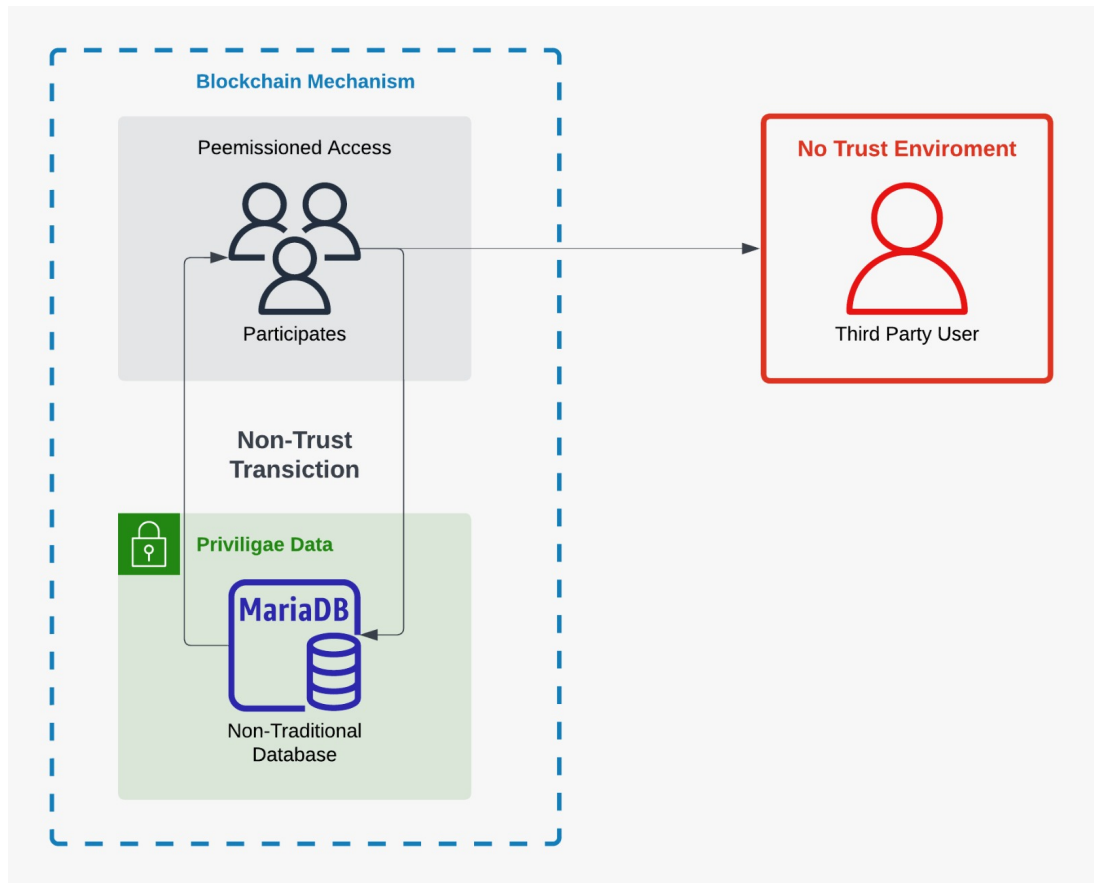 Blockchain Mechanism
Peemissioned Access
No Trust Enviroment
Participates
Third Party User
Non-Trust
Transiction
Priviligae Data
MariaDB
Non-Traditional
Database